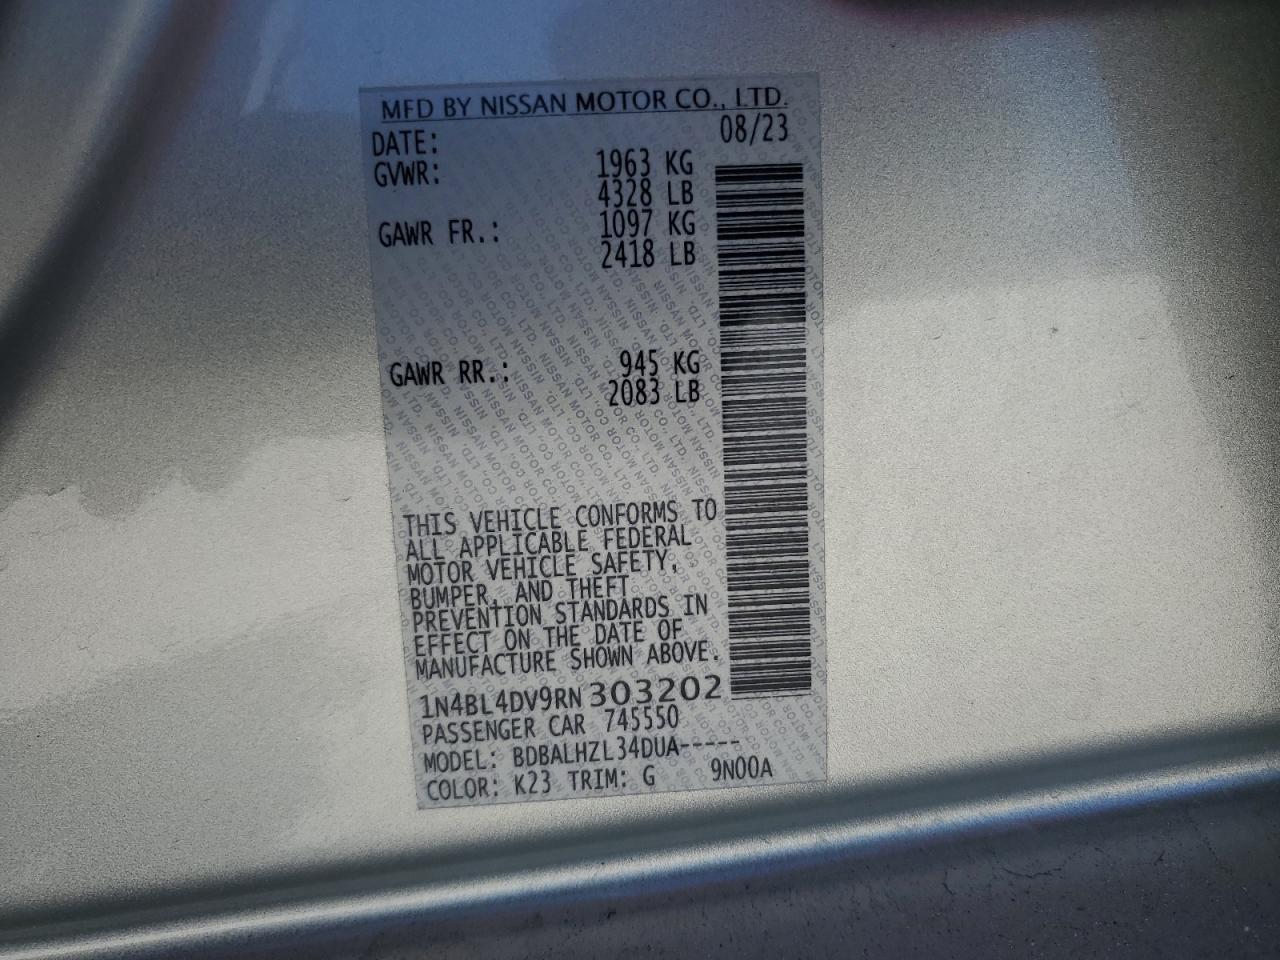 MFD BY NISSAN MOTOR CO., LTD.
DATE: 08/23
GVWR: 1963 KG
4328 LB
GAWR FR.: 1097 KG
2418 LB
GAWR RR.: 945 KG
2083 LB
THIS VEHICLE CONFORMS TO
ALL APPLICABLE FEDERAL
MOTOR VEHICLE SAFETY,
BUMPER, AND THEFT
PREVENTION STANDARDS IN
EFFECT ON THE DATE OF
MANUFACTURE SHOWN ABOVE.
1N4BL4DV9RN303202
PASSENGER CAR 745550
MODEL: BDBALHZL34DUA-----
COLOR: K23 TRIM: G 9N00A